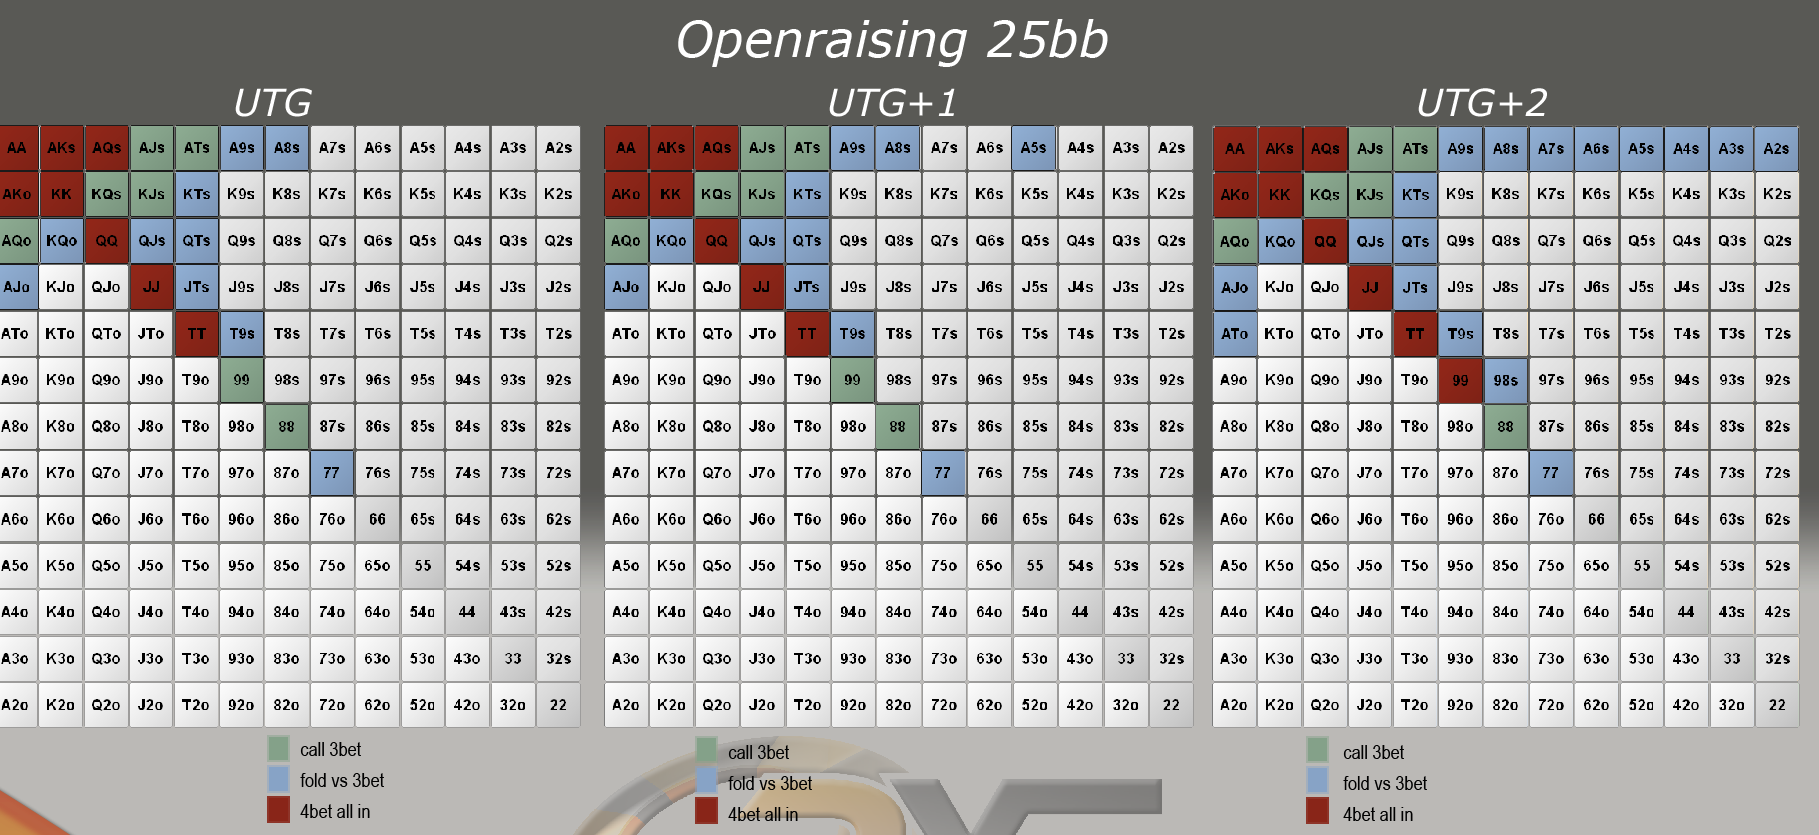 Openraising 25bb
UTG UTG+1 UTG+2
AA AKs AQs AJs ATs A9s A8s A7s A6s A5s A4s A3s A2s AA AKs AQs AJs ATs A9s A8s A7s A6s A5s A4s A3s A2s AA AKs AQs AJs ATs A9s A8s A7s A6s A5s A4s A3s A2s
AKo KK KQs KJs KTs K9s K8s K7s K6s K5s K4s K3s K2s AKo KK KQs KJs KTs K9s K8s K7s K6s K5s K4s K3s K2s AKo KK KQs KJs KTs K9s K8s K7s K6s K5s K4s K3s K2s
AQo KQo QQ QJs QTs Q9s Q8s Q7s Q6s Q5s Q4s Q3s Q2s AQo KQo QQ QJs QTs Q9s Q8s Q7s Q6s Q5s Q4s Q3s Q2s AQo KQo QQ QJs QTs Q9s Q8s Q7s Q6s Q5s Q4s Q3s Q2s
AJo KJo QJo JJ JTs J9s J8s J7s J6s J5s J4s J3s J2s AJo KJo QJo JJ JTs J9s J8s J7s J6s J5s J4s J3s J2s AJo KJo QJo JJ JTs J9s J8s J7s J6s J5s J4s J3s J2s
ATo KTo QTo JTo TT T9s T8s T7s T6s T5s T4s T3s T2s ATo KTo QTo JTo TT T9s T8s T7s T6s T5s T4s T3s T2s ATo KTo QTo JTo TT T9s T8s T7s T6s T5s T4s T3s T2s
A9o K9o Q9o J9o T9o 99 98s 97s 96s 95s 94s 93s 92s A9o K9o Q9o J9o T9o 99 98s 97s 96s 95s 94s 93s 92s A9o K9o Q9o J9o T9o 99 98s 97s 96s 95s 94s 93s 92s
A8o K8o Q8o J8o T8o 98o 88 87s 86s 85s 84s 83s 82s A8o K8o Q8o J8o T8o 98o 88 87s 86s 85s 84s 83s 82s A8o K8o Q8o J8o T8o 98o 88 87s 86s 85s 84s 83s 82s
A7o K7o Q7o J7o T7o 97o 87o 77 76s 75s 74s 73s 72s A7o K7o Q7o J7o T7o 97o 87o 77 76s 75s 74s 73s 72s A7o K7o Q7o J7o T7o 97o 87o 77 76s 75s 74s 73s 72s
A6o K6o Q6o J6o T6o 96o 86o 76o 66 65s 64s 63s 62s A6o K6o Q6o J6o T6o 96o 86o 76o 66 65s 64s 63s 62s A6o K6o Q6o J6o T6o 96o 86o 76o 66 65s 64s 63s 62s
A5o K5o Q5o J5o T5o 95o 85o 75o 65o 55 54s 53s 52s A5o K5o Q5o J5o T5o 95o 85o 75o 65o 55 54s 53s 52s A5o K5o Q5o J5o T5o 95o 85o 75o 65o 55 54s 53s 52s
A4o K4o Q4o J4o T4o 94o 84o 74o 64o 54o 44 43s 42s A4o K4o Q4o J4o T4o 94o 84o 74o 64o 54o 44 43s 42s A4o K4o Q4o J4o T4o 94o 84o 74o 64o 54o 44 43s 42s
A3o K3o Q3o J3o T3o 93o 83o 73o 63o 53o 43o 33 32s A3o K3o Q3o J3o T3o 93o 83o 73o 63o 53o 43o 33 32s A3o K3o Q3o J3o T3o 93o 83o 73o 63o 53o 43o 33 32s
A2o K2o Q2o J2o T2o 92o 82o 72o 62o 52o 42o 32o 22 A2o K2o Q2o J2o T2o 92o 82o 72o 62o 52o 42o 32o 22 A2o K2o Q2o J2o T2o 92o 82o 72o 62o 52o 42o 32o 22
call 3bet call 3bet call 3bet
fold vs 3bet fold vs 3bet fold vs 3bet
4bet all in 4bet all in 4bet all in